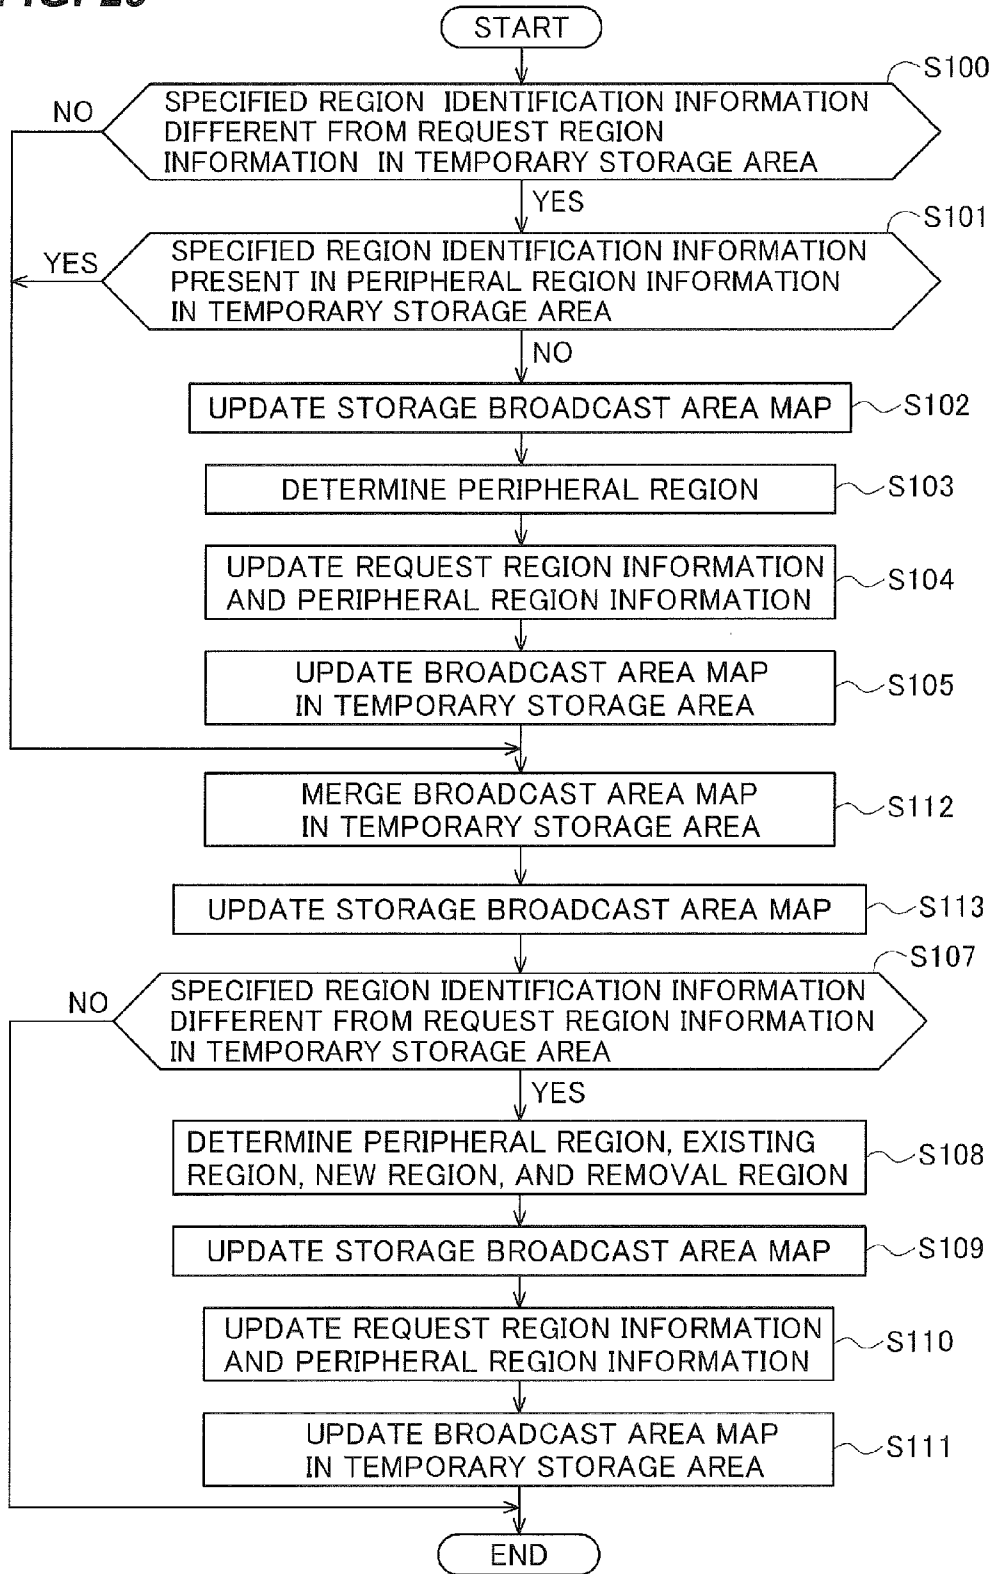 START
S100
NO
SPECIFIED REGION IDENTIFICATION INFORMATION
DIFFERENT FROM REQUEST REGION
INFORMATION IN TEMPORARY STORAGE AREA
YES
S101
YES
SPECIFIED REGION IDENTIFICATION INFORMATION
PRESENT IN PERIPHERAL REGION INFORMATION
IN TEMPORARY STORAGE AREA
NO
UPDATE STORAGE BROADCAST AREA MAP
S102
DETERMINE PERIPHERAL REGION
S103
UPDATE REQUEST REGION INFORMATION
AND PERIPHERAL REGION INFORMATION
S104
UPDATE BROADCAST AREA MAP
IN TEMPORARY STORAGE AREA
S105
MERGE BROADCAST AREA MAP
IN TEMPORARY STORAGE AREA
S112
UPDATE STORAGE BROADCAST AREA MAP
S113
S107
NO
SPECIFIED REGION IDENTIFICATION INFORMATION
DIFFERENT FROM REQUEST REGION INFORMATION
IN TEMPORARY STORAGE AREA
YES
DETERMINE PERIPHERAL REGION, EXISTING
REGION, NEW REGION, AND REMOVAL REGION
S108
UPDATE STORAGE BROADCAST AREA MAP
S109
UPDATE REQUEST REGION INFORMATION
AND PERIPHERAL REGION INFORMATION
S110
UPDATE BROADCAST AREA MAP
IN TEMPORARY STORAGE AREA
S111
END